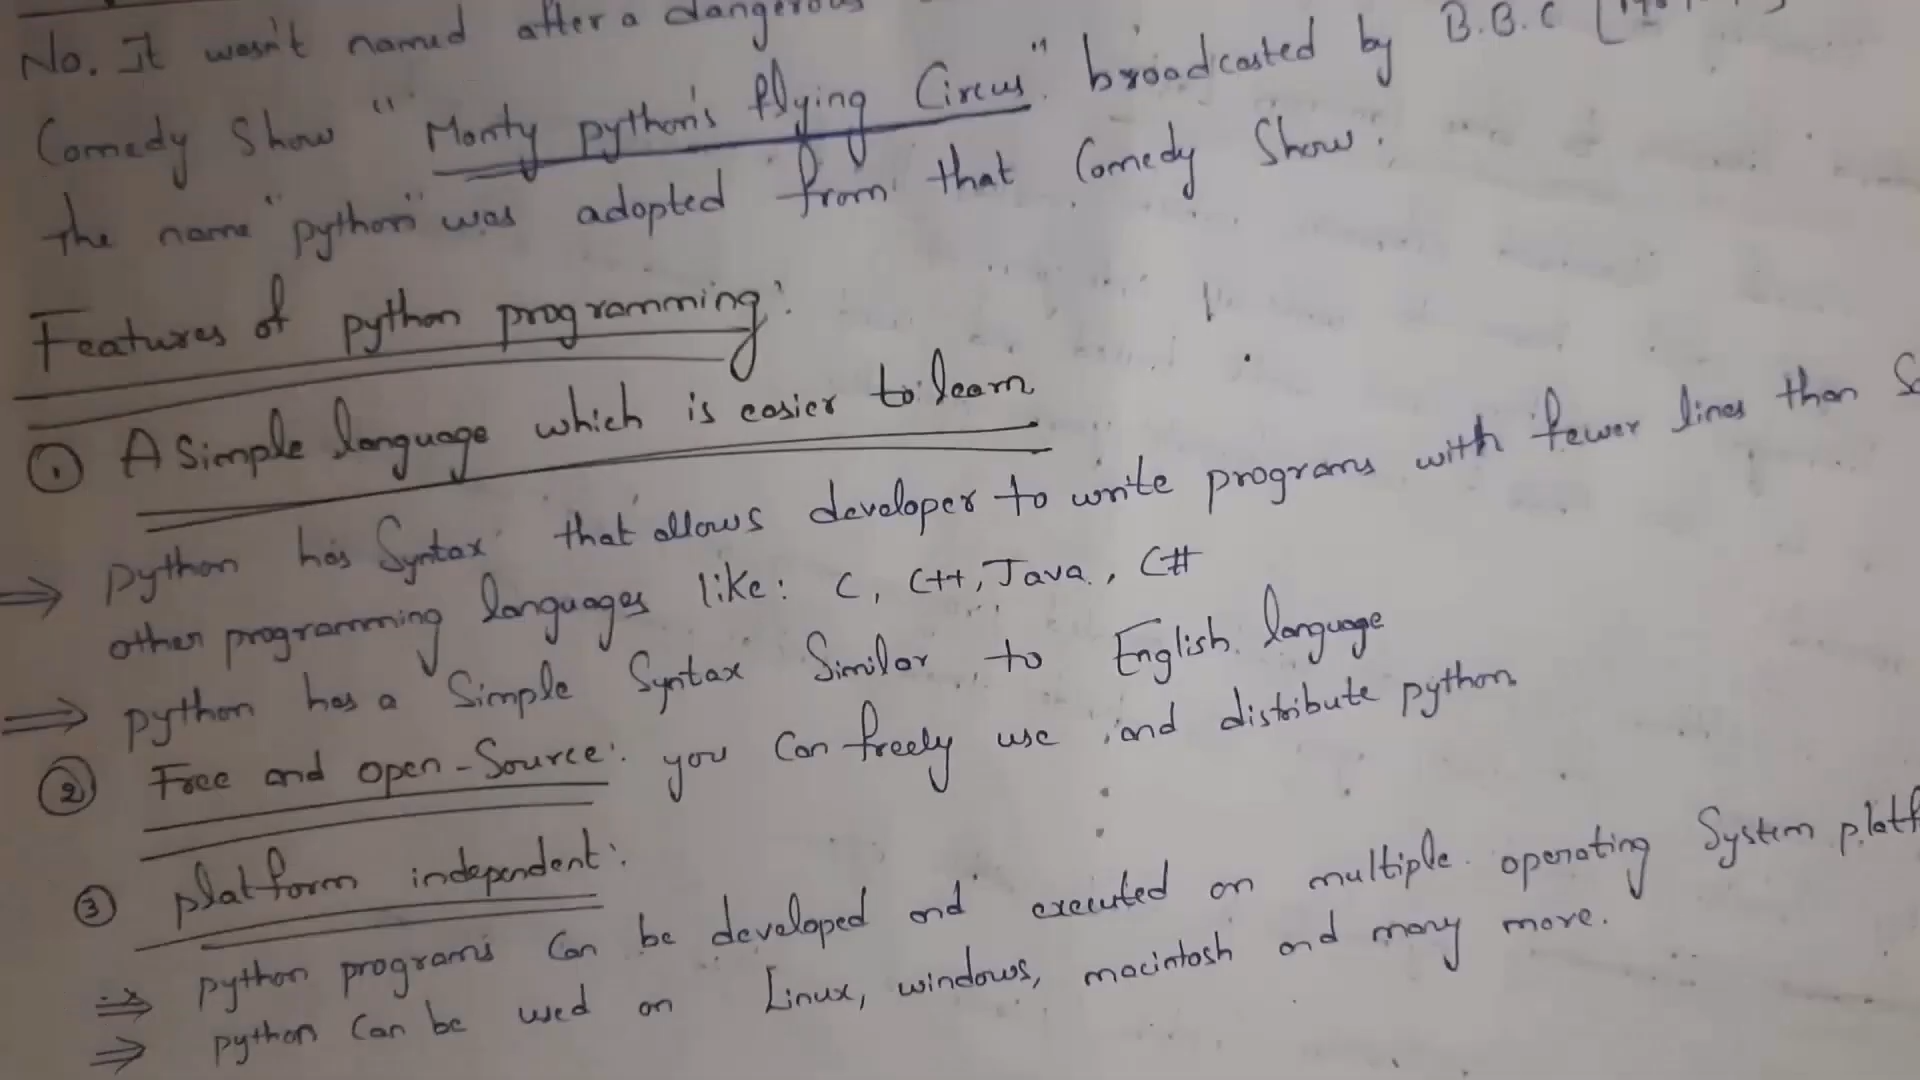 No. It wasn't named after a dangerous
Comedy Show "Monty python's flying Circus" broadcasted by B.B.C
The name "python" was adopted from that Comedy Show.
Features of python programming:
① A Simple language which is easier to learn
⇒ python has Syntax that allows developer to write programs with fewer lines than
other programming languages like: C, C++, Java, C#
⇒ python has a Simple Syntax Similar to English language
② Free and open-Source: you Can freely use and distribute python
③ platform independent:
⇒ python programs Can be developed and executed on multiple operating System
⇒ python Can be used on Linux, windows, macintosh and many more.